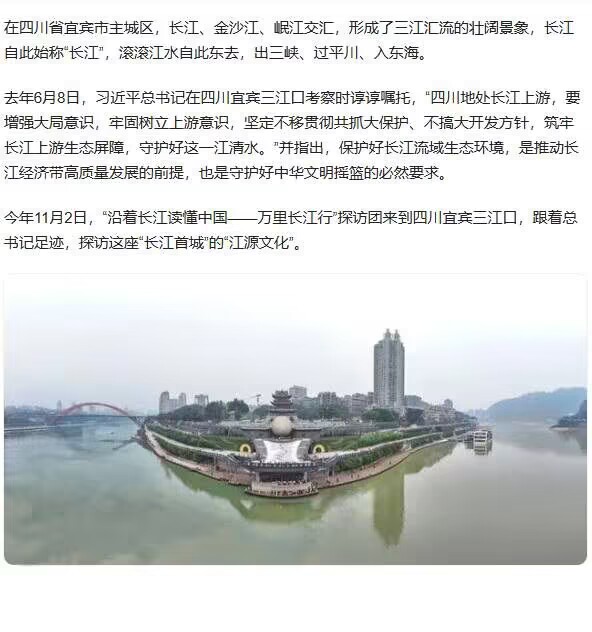 在四川省宜宾市主城区，长江、金沙江、岷江交汇，形成了三江汇流的壮阔景象，长江
自此始称“长江”，滚滚江水自此东去，出三峡、过平川、入东海。
去年6月8日，习近平总书记在四川宜宾三江口考察时谆谆嘱托，“四川地处长江上游，要
增强大局意识，牢固树立上游意识，坚定不移贯彻共抓大保护、不搞大开发方针，筑牢
长江上游生态屏障，守护好这一江清水。”并指出，保护好长江流域生态环境，是推动长
江经济带高质量发展的前提，也是守护好中华文明摇篮的必然要求。
今年11月2日，“沿着长江读懂中国——万里长江行”探访团来到四川宜宾三江口，跟着总
书记足迹，探访这座“长江首城”的“江源文化”。